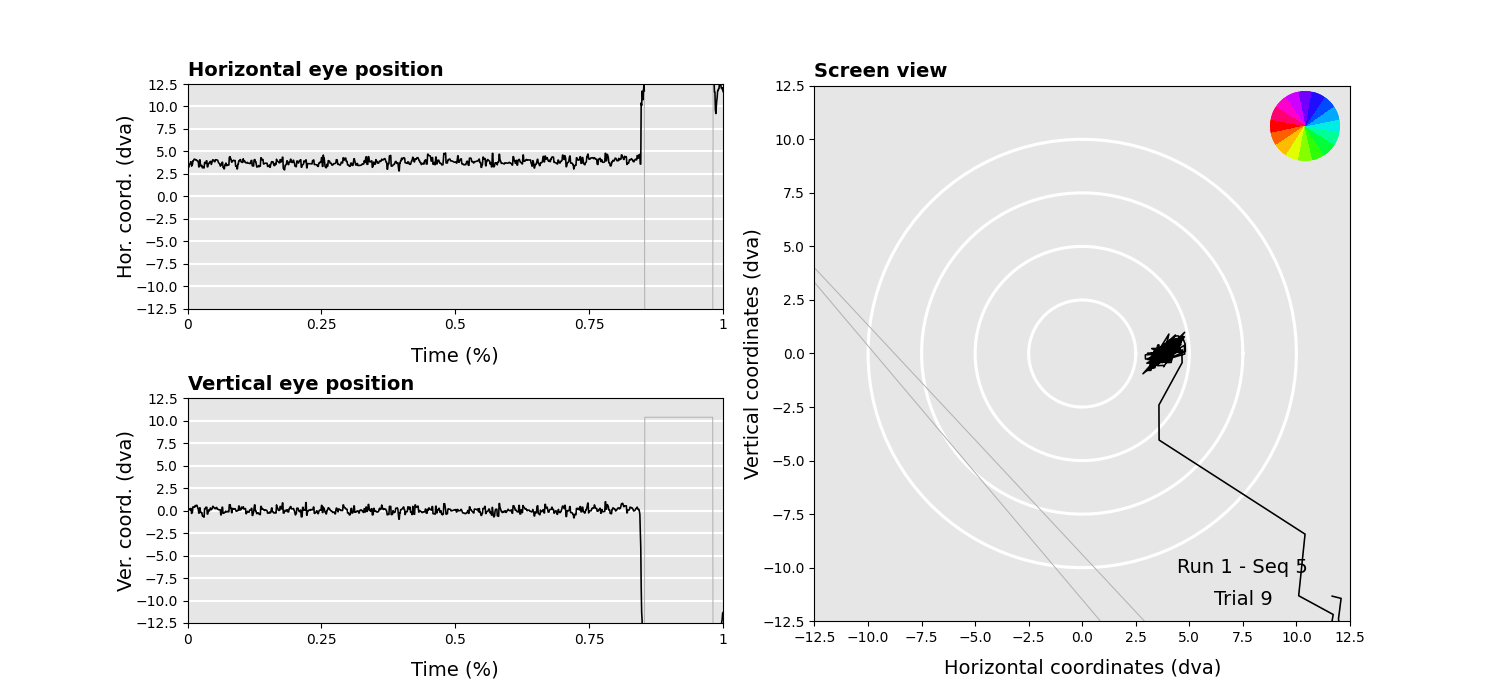 Horizontal eye position
12.5
10.0
7.5
5.0
2.5
0.0
−2.5
−5.0
−7.5
−10.0
−12.5
Hor. coord. (dva)
0 0.25 0.5 0.75 1
Time (%)
Vertical eye position
12.5
10.0
7.5
5.0
2.5
0.0
−2.5
−5.0
−7.5
−10.0
−12.5
Ver. coord. (dva)
0 0.25 0.5 0.75 1
Time (%)
Screen view
12.5
10.0
7.5
5.0
2.5
0.0
−2.5
−5.0
−7.5
−10.0
−12.5
Vertical coordinates (dva)
Run 1 - Seq 5
Trial 9
−12.5 −10.0 −7.5 −5.0 −2.5 0.0 2.5 5.0 7.5 10.0 12.5
Horizontal coordinates (dva)